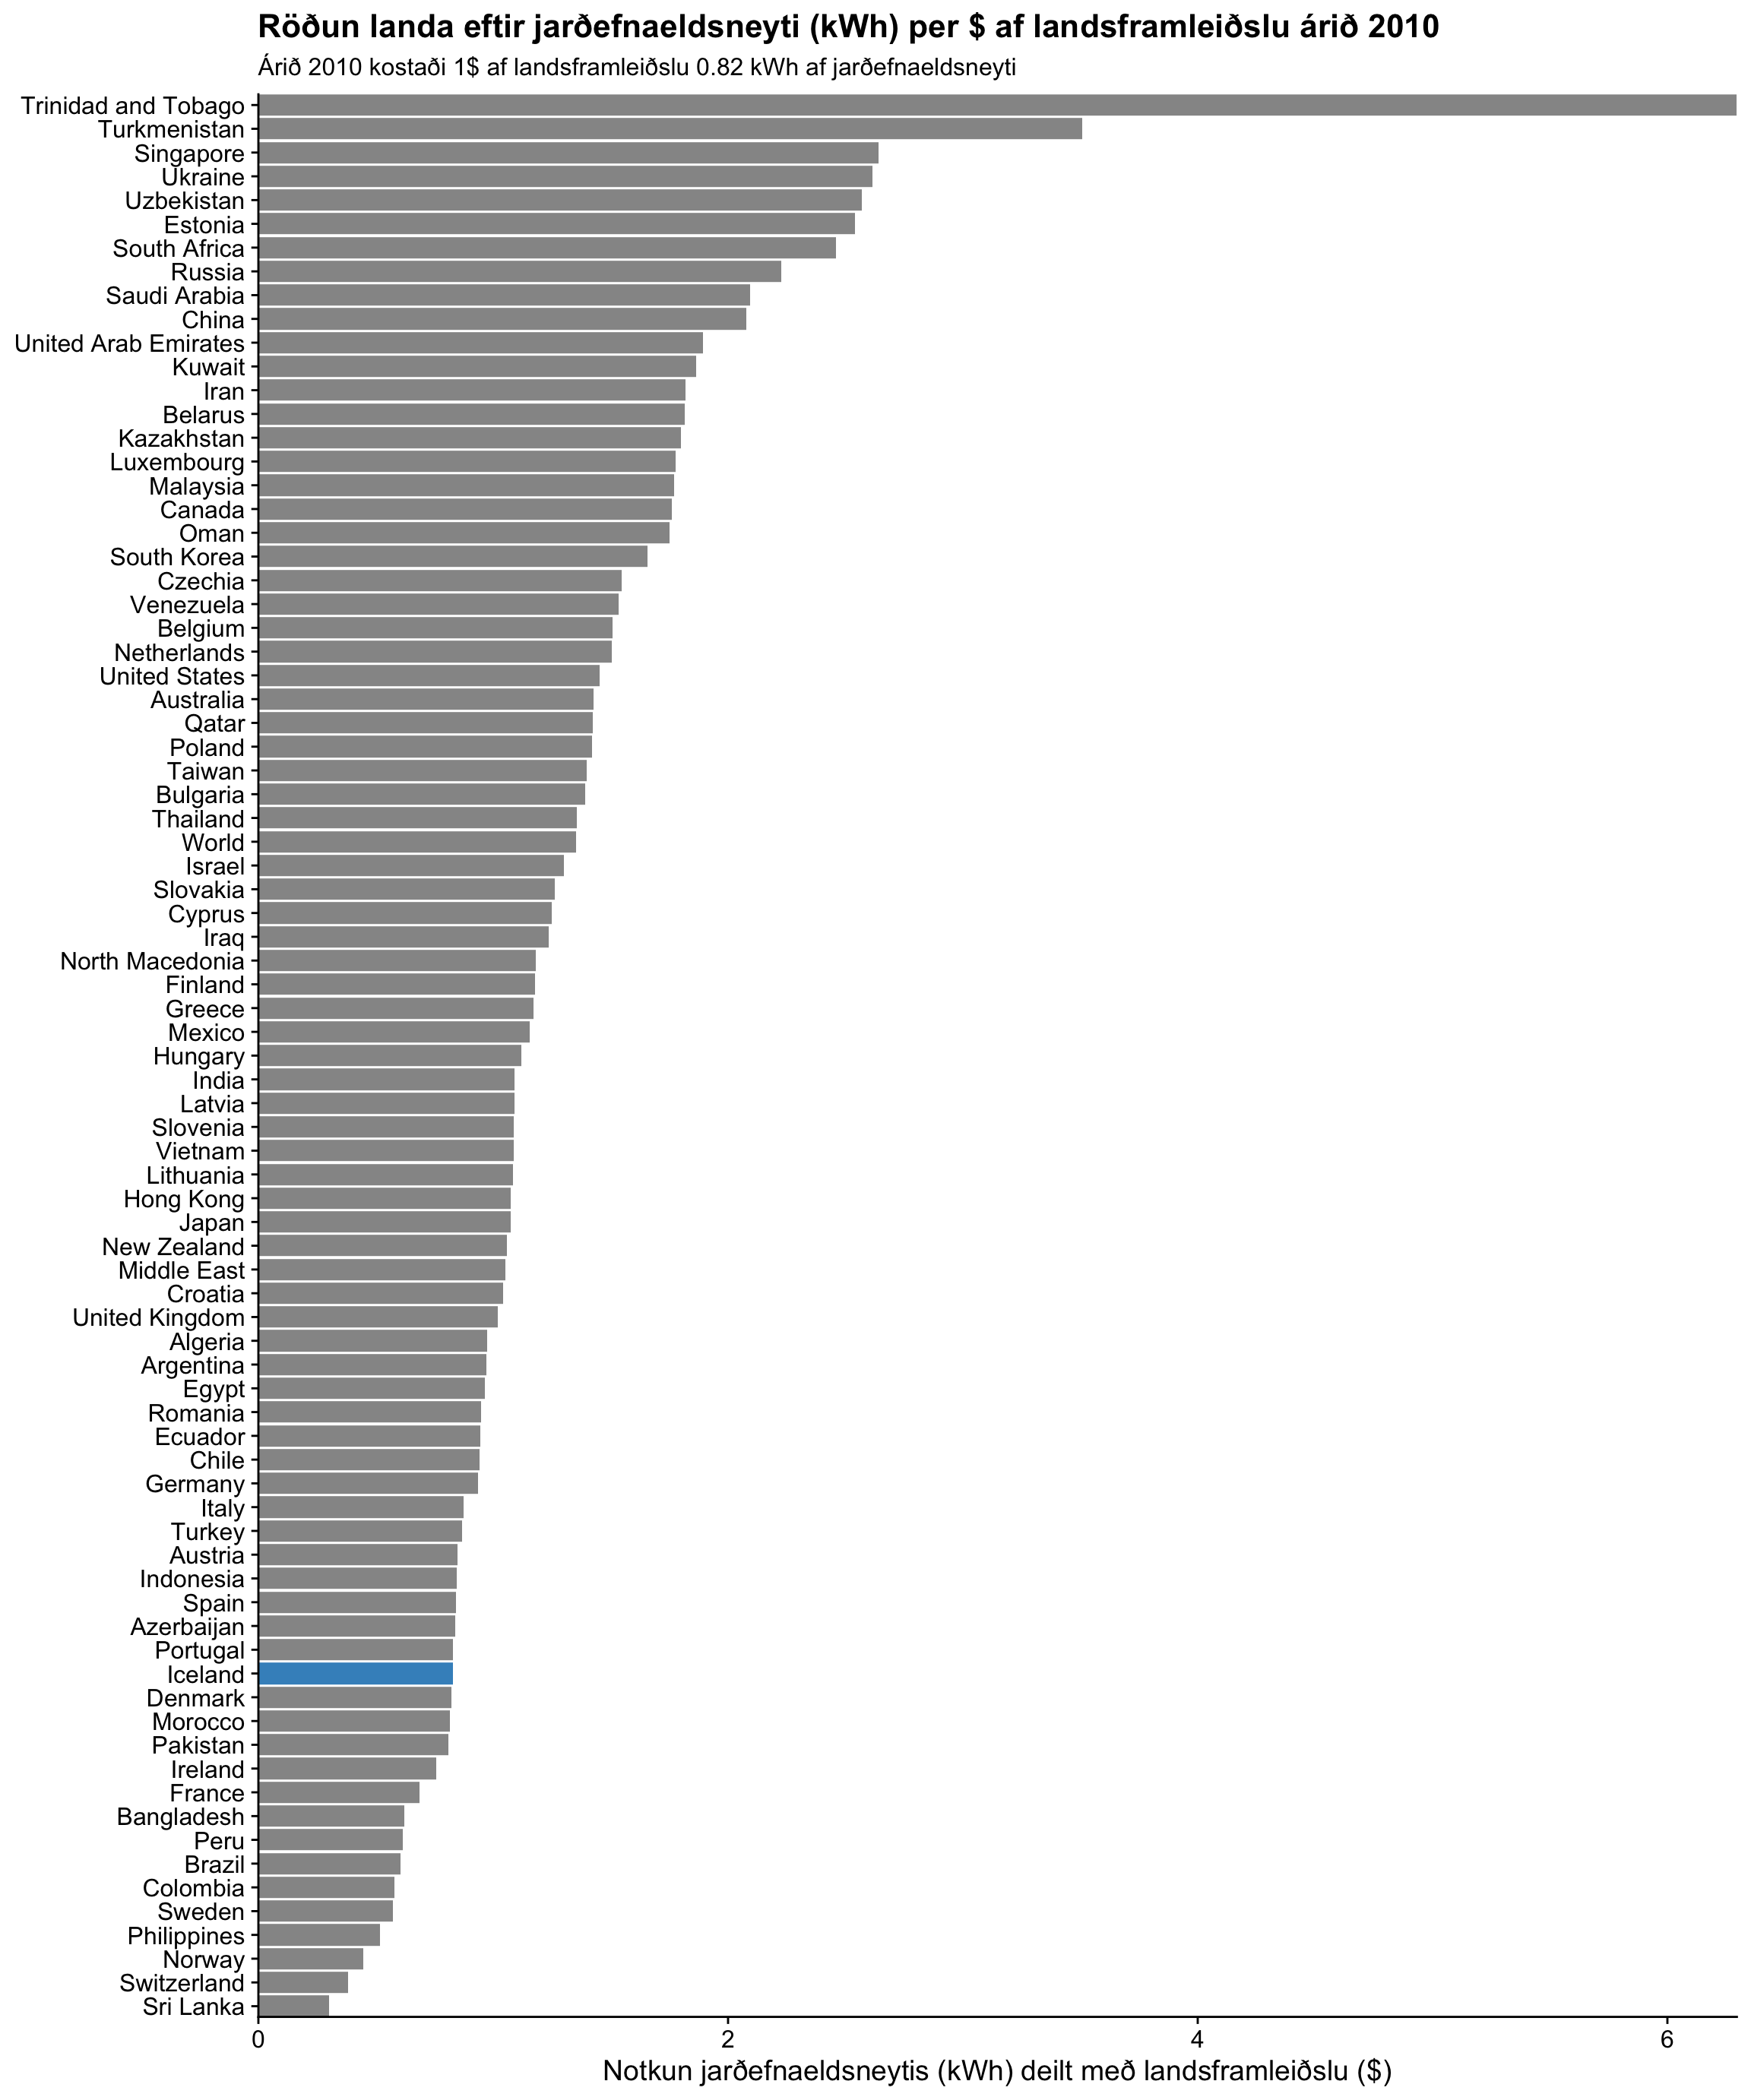 Röðun landa eftir jarðefnaeldsneyti (kWh) per $ af landsframleiðslu árið 2010
Árið 2010 kostaði 1$ af landsframleiðslu 0.82 kWh af jarðefnaeldsneyti
Trinidad and Tobago
Turkmenistan
Singapore
Ukraine
Uzbekistan
Estonia
South Africa
Russia
Saudi Arabia
China
United Arab Emirates
Kuwait
Iran
Belarus
Kazakhstan
Luxembourg
Malaysia
Canada
Oman
South Korea
Czechia
Venezuela
Belgium
Netherlands
United States
Australia
Qatar
Poland
Taiwan
Bulgaria
Thailand
World
Israel
Slovakia
Cyprus
Iraq
North Macedonia
Finland
Greece
Mexico
Hungary
India
Latvia
Slovenia
Vietnam
Lithuania
Hong Kong
Japan
New Zealand
Middle East
Croatia
United Kingdom
Algeria
Argentina
Egypt
Romania
Ecuador
Chile
Germany
Italy
Turkey
Austria
Indonesia
Spain
Azerbaijan
Portugal
Iceland
Denmark
Morocco
Pakistan
Ireland
France
Bangladesh
Peru
Brazil
Colombia
Sweden
Philippines
Norway
Switzerland
Sri Lanka
0 2 4 6
Notkun jarðefnaeldsneytis (kWh) deilt með landsframleiðslu ($)